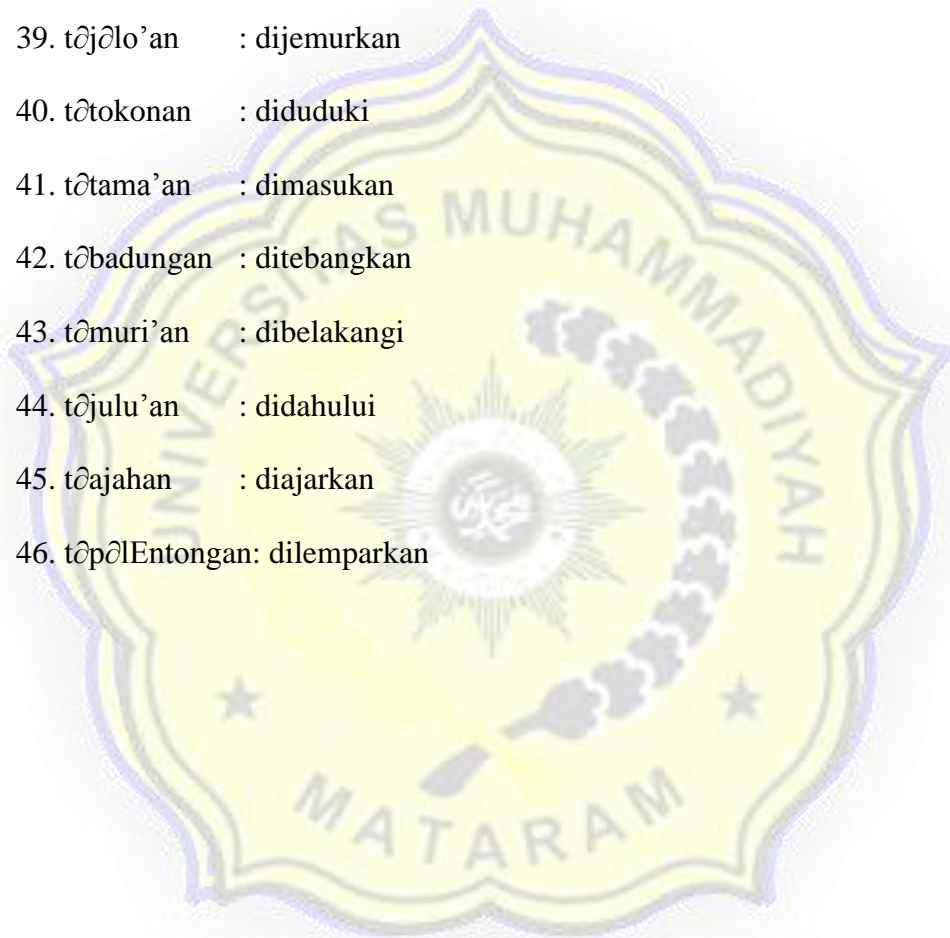 39. t∂j∂lo’an : dijemurkan
40. t∂tokonan : diduduki
41. t∂tama’an : dimasukan
42. t∂badungan : ditebangkan
43. t∂muri’an : dibelakangi
44. t∂julu’an : didahului
45. t∂ajahan : diajarkan
46. t∂p∂lEntongan: dilemparkan
UNIVERSITAS MUHAMMADIYAH
MATARAM